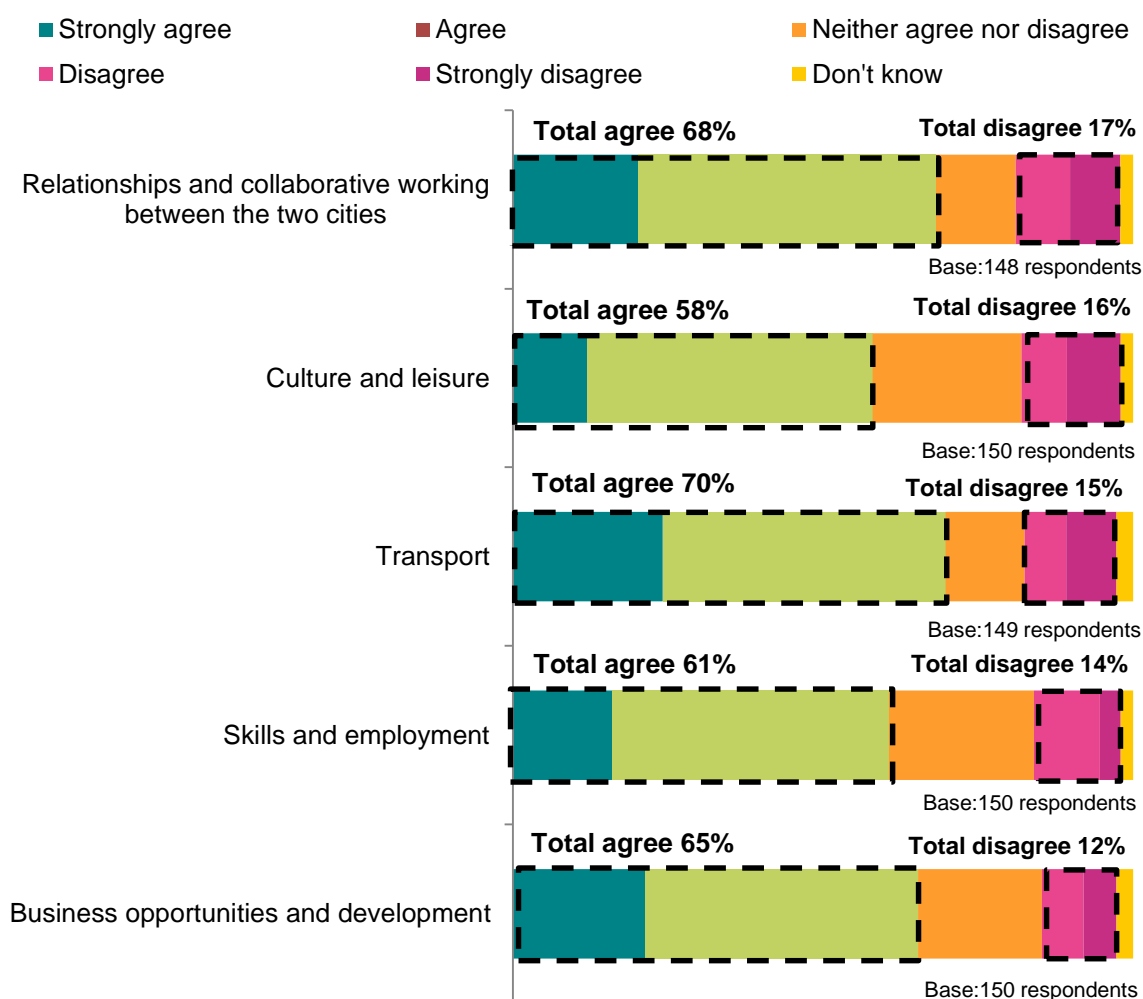 Strongly agree
Agree
Neither agree nor disagree
Disagree
Strongly disagree
Don't know
Total agree 68%
Total disagree 17%
Relationships and collaborative working
between the two cities
Base:148 respondents
Total agree 58%
Total disagree 16%
Culture and leisure
Base:150 respondents
Total agree 70%
Total disagree 15%
Transport
Base:149 respondents
Total agree 61%
Total disagree 14%
Skills and employment
Base:150 respondents
Total agree 65%
Total disagree 12%
Business opportunities and development
Base:150 respondents